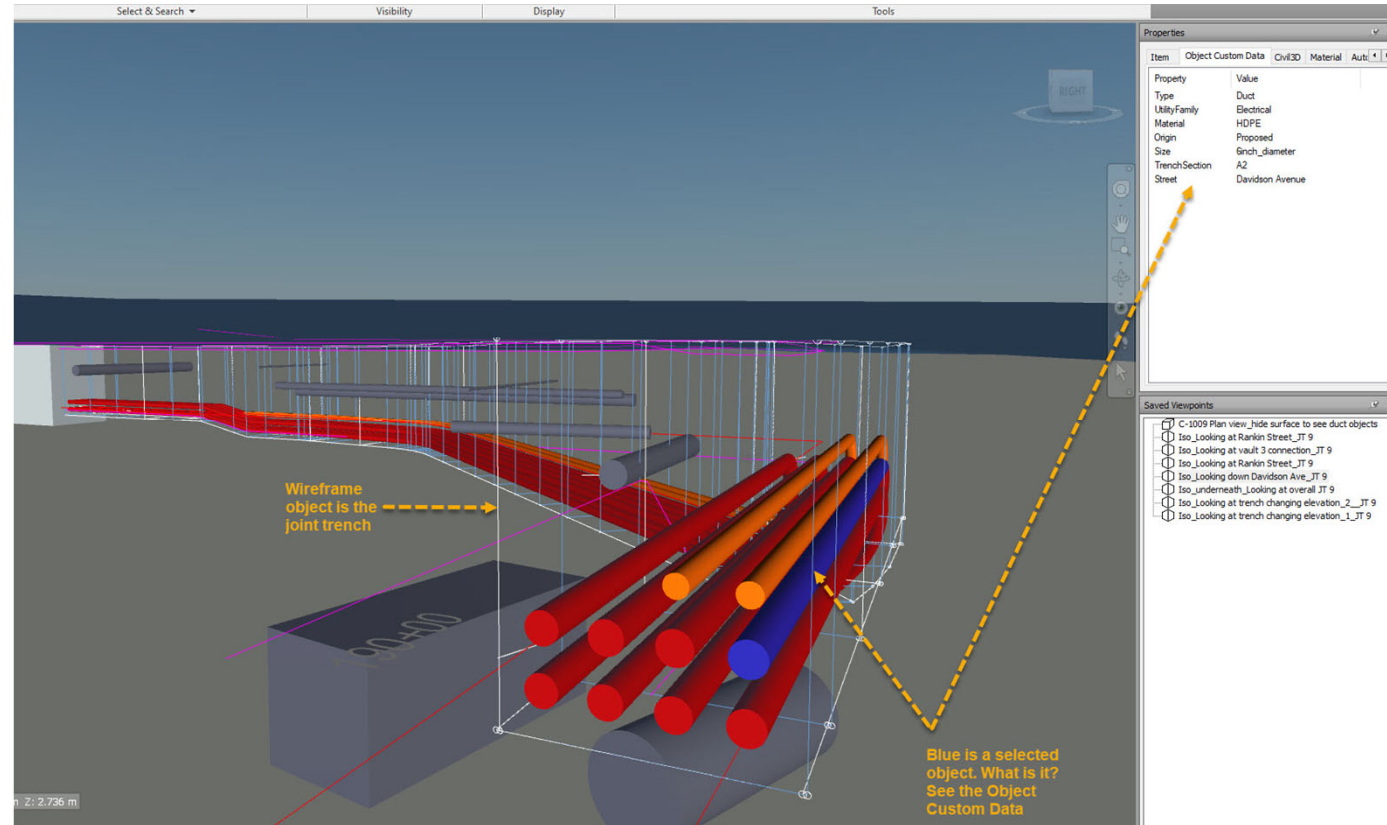 Select & Search ▾ Visibility Display Tools
Properties
Item Object Custom Data Civil3D Material
Property Value
Type Duct
UtilityFamily Electrical
Material HDPE
Origin Proposed
Size 6inch_diameter
TrenchSection A2
Street Davidson Avenue
RIGHT
Saved Viewpoints
C-1009 Plan view_hide surface to see duct objects
Iso_Looking at Rankin Street_JT 9
Iso_Looking at vault 3 connection_JT 9
Iso_Looking at Rankin Street_JT 9
Iso_Looking down Davidson Ave_JT 9
Iso_underneath_Looking at overall JT 9
Iso_Looking at trench changing elevation_2__JT 9
Iso_Looking at trench changing elevation_1_JT 9
Wireframe
object is the
joint trench
190+00
Blue is a selected
object. What is it?
See the Object
Custom Data
Z: 2.736 m